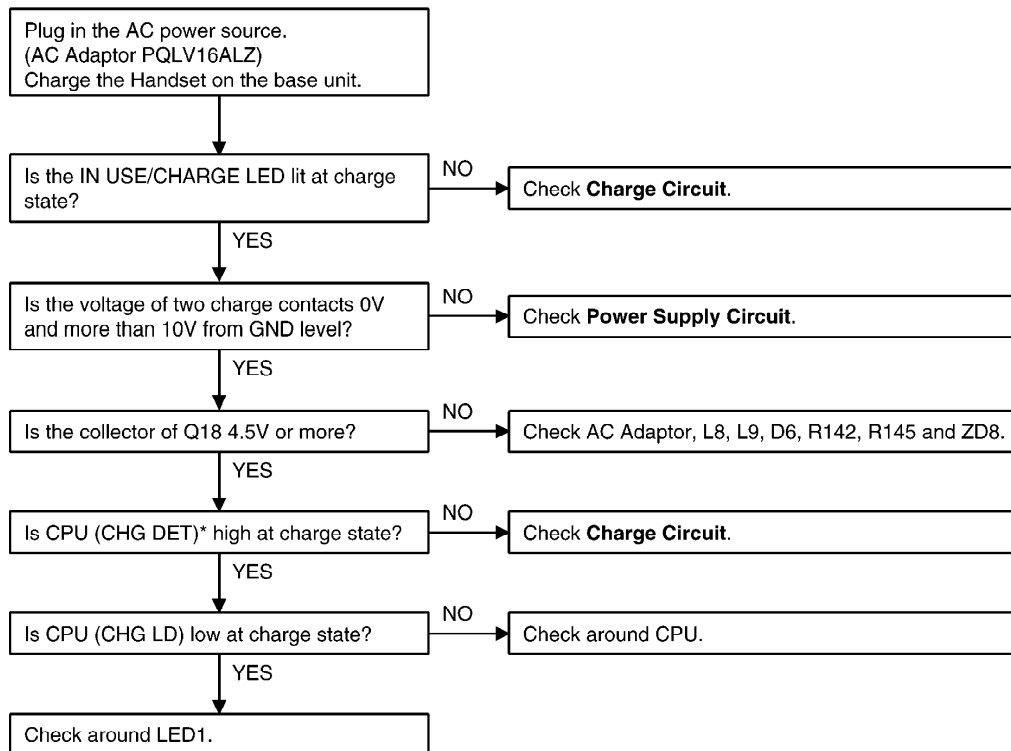 Plug in the AC power source.
(AC Adaptor PQLV16ALZ)
Charge the Handset on the base unit.
Is the IN USE/CHARGE LED lit at charge
state?
NO
Check Charge Circuit.
YES
Is the voltage of two charge contacts 0V
and more than 10V from GND level?
NO
Check Power Supply Circuit.
YES
Is the collector of Q18 4.5V or more?
NO
Check AC Adaptor, L8, L9, D6, R142, R145 and ZD8.
YES
Is CPU (CHG DET)* high at charge state?
NO
Check Charge Circuit.
YES
Is CPU (CHG LD) low at charge state?
NO
Check around CPU.
YES
Check around LED1.